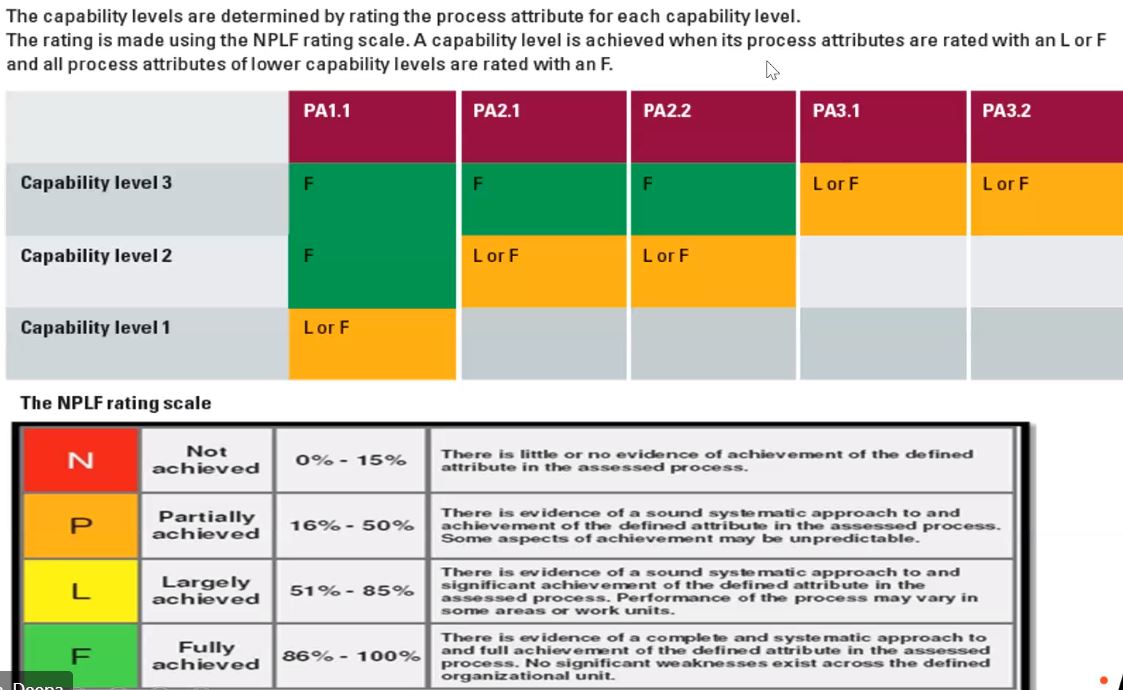 The capability levels are determined by rating the process attribute for each capability level.
The rating is made using the NPLF rating scale. A capability level is achieved when its process attributes are rated with an L or F
and all process attributes of lower capability levels are rated with an F.
PA1.1 PA2.1 PA2.2 PA3.1 PA3.2
Capability level 3 F F F L or F L or F
Capability level 2 F L or F L or F
Capability level 1 L or F
The NPLF rating scale
N
Not
achieved
0% - 15%
There is little or no evidence of achievement of the defined
attribute in the assessed process.
P
Partially
achieved
16% - 50%
There is evidence of a sound systematic approach to and
achievement of the defined attribute in the assessed process.
Some aspects of achievement may be unpredictable.
L
Largely
achieved
51% - 85%
There is evidence of a sound systematic approach to and
significant achievement of the defined attribute in the
assessed process. Performance of the process may vary in
some areas or work units.
F
Fully
achieved
86% - 100%
There is evidence of a complete and systematic approach to
and full achievement of the defined attribute in the assessed
process. No significant weaknesses exist across the defined
organizational unit.